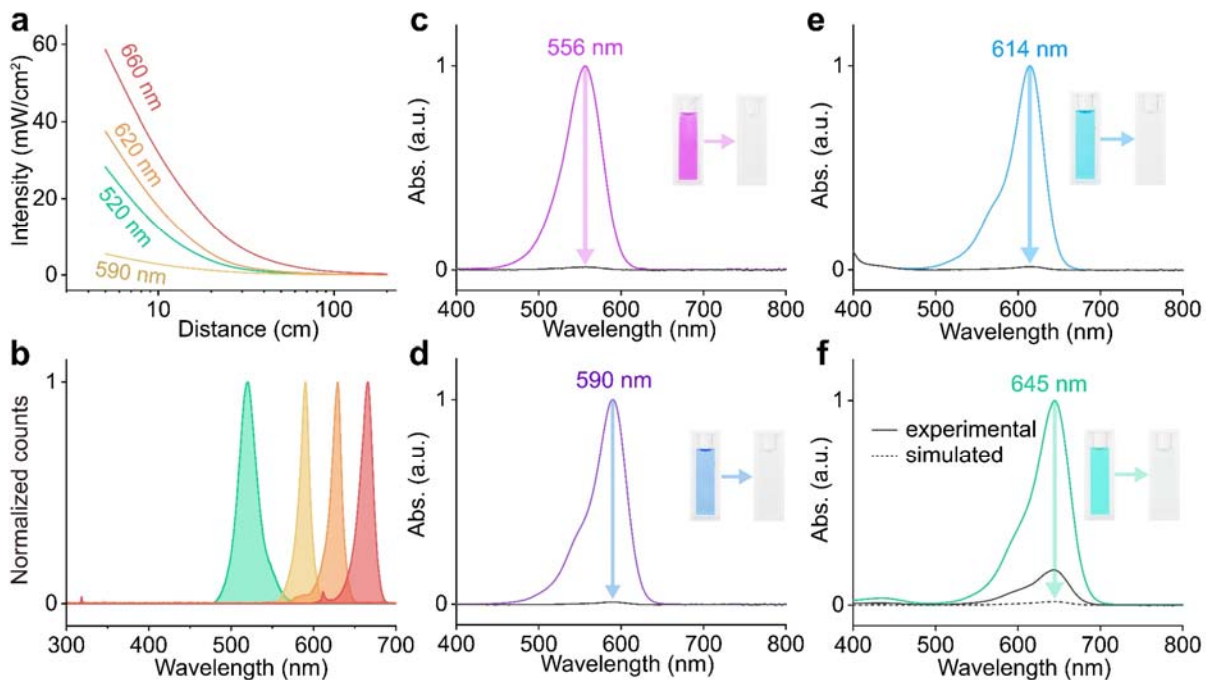 a
Intensity (mW/cm²)
60
40
20
0
660 nm
620 nm
520 nm
590 nm
10
100
Distance (cm)
b
Normalized counts
1
0
300 400 500 600 700
Wavelength (nm)
c
556 nm
Abs. (a.u.)
1
0
400 500 600 700 800
Wavelength (nm)
d
590 nm
Abs. (a.u.)
1
0
400 500 600 700 800
Wavelength (nm)
e
614 nm
Abs. (a.u.)
1
0
400 500 600 700 800
Wavelength (nm)
f
645 nm
experimental
simulated
Abs. (a.u.)
1
0
400 500 600 700 800
Wavelength (nm)